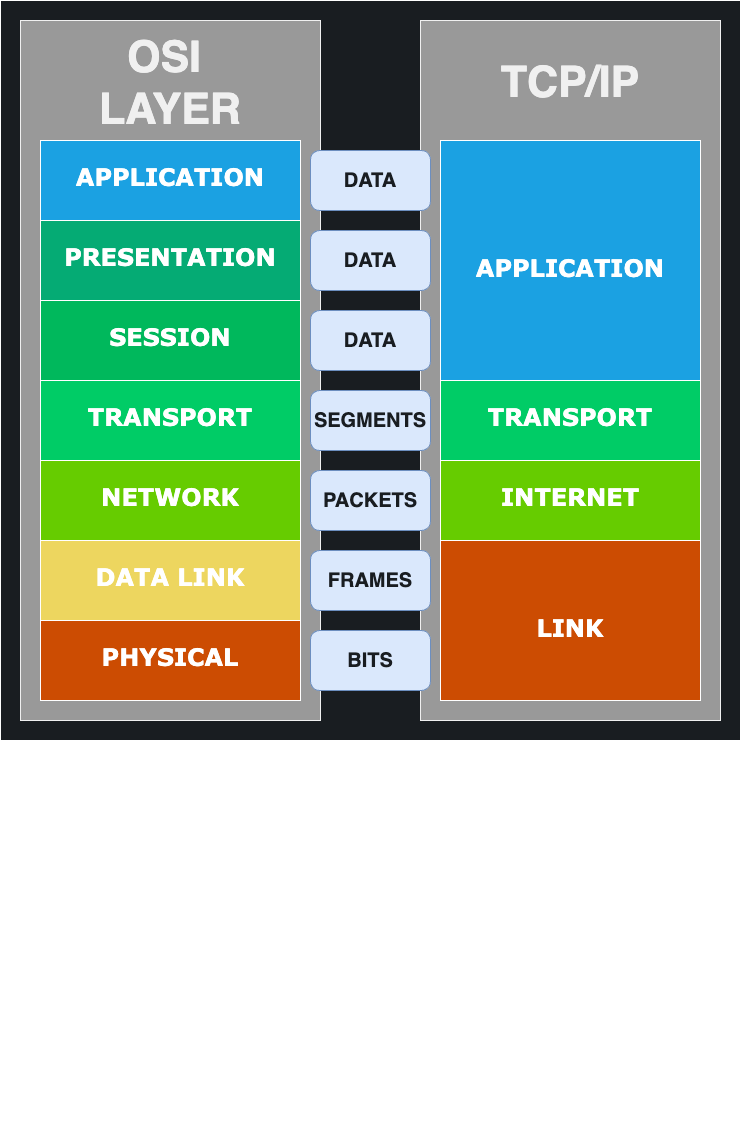 OSI
LAYER
TCP/IP
APPLICATION
DATA
PRESENTATION
DATA
APPLICATION
SESSION
DATA
TRANSPORT
SEGMENTS
TRANSPORT
NETWORK
PACKETS
INTERNET
DATA LINK
FRAMES
LINK
PHYSICAL
BITS